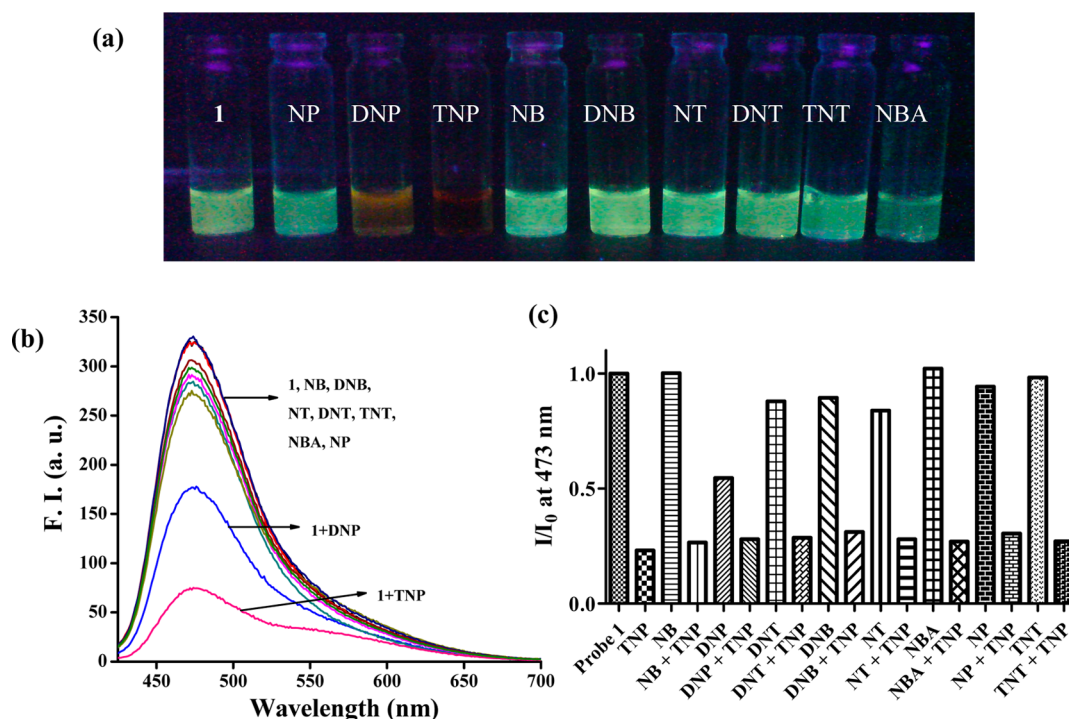 (a)
1 NP DNP TNP NB DNB NT DNT TNT NBA
(b)
F. I. (a. u.)
350
300
250
200
150
100
50
0
450 500 550 600 650 700
Wavelength (nm)
1, NB, DNB,
NT, DNT, TNT,
NBA, NP
1+DNP
1+TNP
(c)
I/I₀ at 473 nm
1.0
0.5
0.0
Probe 1
TNP
NB
NB + TNP
DNP
DNP + TNP
DNT
DNT + TNP
DNB
DNB + TNP
NT
NT + TNP
NBA
NBA + TNP
NP
NP + TNP
TNT
TNT + TNP